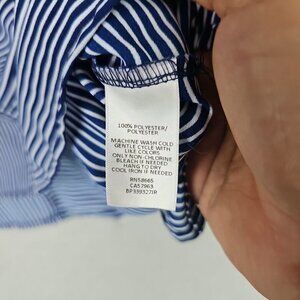 100% POLYESTER/
POLYESTER
MACHINE WASH COLD
GENTLE CYCLE WITH
LIKE COLORS
ONLY NON-CHLORINE
BLEACH IF NEEDED
HANG TO DRY
COOL IRON IF NEEDED
RN58665
CA57963
BP339327JR